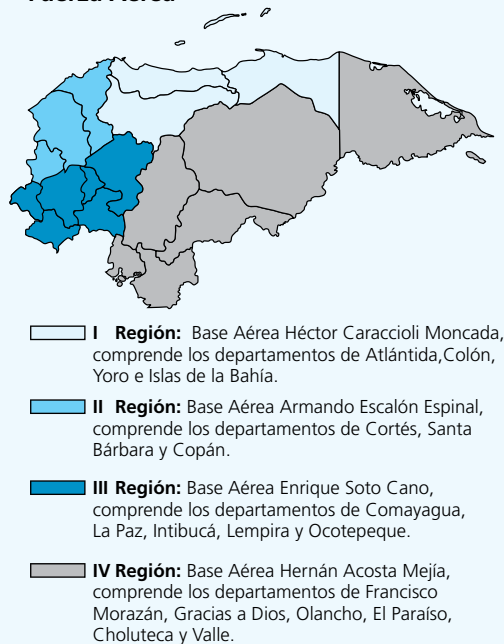 Fuerza Aérea
I Región: Base Aérea Héctor Caraccioli Moncada,
comprende los departamentos de Atlántida,Colón,
Yoro e Islas de la Bahía.
II Región: Base Aérea Armando Escalón Espinal,
comprende los departamentos de Cortés, Santa
Bárbara y Copán.
III Región: Base Aérea Enrique Soto Cano,
comprende los departamentos de Comayagua,
La Paz, Intibucá, Lempira y Ocotepeque.
IV Región: Base Aérea Hernán Acosta Mejía,
comprende los departamentos de Francisco
Morazán, Gracias a Dios, Olancho, El Paraíso,
Choluteca y Valle.